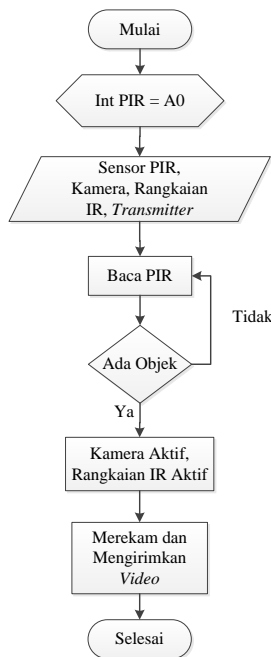 Mulai
Int PIR = A0
Sensor PIR,
Kamera, Rangkaian
IR, Transmitter
Baca PIR
Tidak
Ada Objek
Ya
Kamera Aktif,
Rangkaian IR Aktif
Merekam dan
Mengirimkan
Video
Selesai